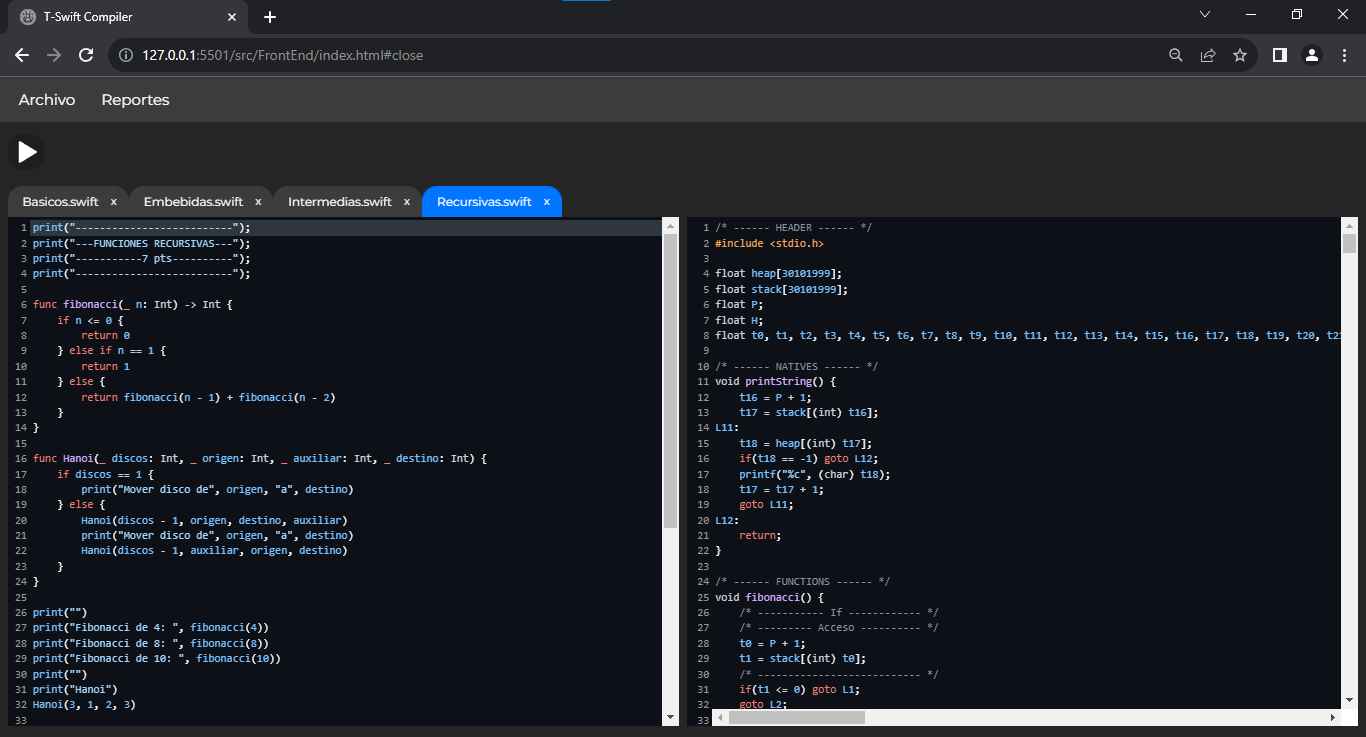 T-Swift Compiler
127.0.0.1:5501/src/FrontEnd/index.html#close
Archivo Reportes
Basicos.swift x Embebidas.swift x Intermedias.swift x Recursivas.swift x
1 print("--------------------------");
2 print("---FUNCIONES RECURSIVAS---");
3 print("-----------7 pts----------");
4 print("--------------------------");
5
6 func fibonacci(_ n: Int) -> Int {
7     if n <= 0 {
8         return 0
9     } else if n == 1 {
10         return 1
11     } else {
12         return fibonacci(n - 1) + fibonacci(n - 2)
13     }
14 }
15
16 func Hanoi(_ discos: Int, _ origen: Int, _ auxiliar: Int, _ destino: Int) {
17     if discos == 1 {
18         print("Mover disco de", origen, "a", destino)
19     } else {
20         Hanoi(discos - 1, origen, destino, auxiliar)
21         print("Mover disco de", origen, "a", destino)
22         Hanoi(discos - 1, auxiliar, origen, destino)
23     }
24 }
25
26 print("")
27 print("Fibonacci de 4: ", fibonacci(4))
28 print("Fibonacci de 8: ", fibonacci(8))
29 print("Fibonacci de 10: ", fibonacci(10))
30 print("")
31 print("Hanoi")
32 Hanoi(3, 1, 2, 3)
33
1 /* ------ HEADER ------ */
2 #include <stdio.h>
3
4 float heap[30101999];
5 float stack[30101999];
6 float P;
7 float H;
8 float t0, t1, t2, t3, t4, t5, t6, t7, t8, t9, t10, t11, t12, t13, t14, t15, t16, t17, t18, t19, t20, t21
9
10 /* ------ NATIVES ------ */
11 void printString() {
12     t16 = P + 1;
13     t17 = stack[(int) t16];
14 L11:
15     t18 = heap[(int) t17];
16     if(t18 == -1) goto L12;
17     printf("%c", (char) t18);
18     t17 = t17 + 1;
19     goto L11;
20 L12:
21     return;
22 }
23
24 /* ------ FUNCTIONS ------ */
25 void fibonacci() {
26     /* ----------- If ------------ */
27     /* --------- Acceso ---------- */
28     t0 = P + 1;
29     t1 = stack[(int) t0];
30     /* --------------------------- */
31     if(t1 <= 0) goto L1;
32     goto L2;
33